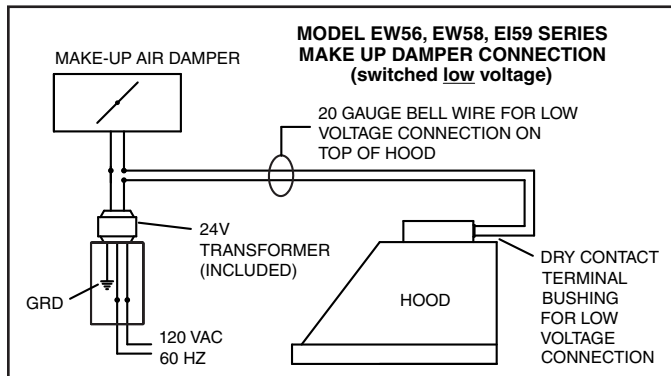 MODEL EW56, EW58, EI59 SERIES
MAKE UP DAMPER CONNECTION
(switched low voltage)
MAKE-UP AIR DAMPER
20 GAUGE BELL WIRE FOR LOW
VOLTAGE CONNECTION ON
TOP OF HOOD
24V
TRANSFORMER
(INCLUDED)
GRD
120 VAC
60 HZ
HOOD
DRY CONTACT
TERMINAL
BUSHING
FOR LOW
VOLTAGE
CONNECTION